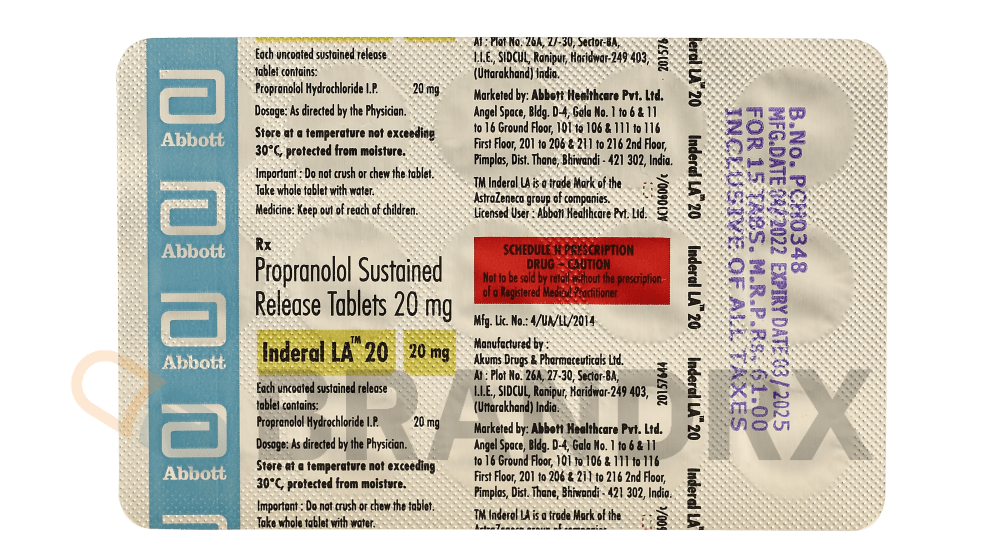 Abbott
Abbott
Abbott
Abbott
Each uncoated sustained release
tablet contains:
Propranolol Hydrochloride I.P. 20 mg
Dosage: As directed by the Physician.
Store at a temperature not exceeding
30°C, protected from moisture.
Important : Do not crush or chew the tablet.
Take whole tablet with water.
Medicine: Keep out of reach of children.
Rx
Propranolol Sustained
Release Tablets 20 mg
Inderal LA™ 20 20 mg
Each uncoated sustained release
tablet contains:
Propranolol Hydrochloride I.P. 20 mg
Dosage: As directed by the Physician.
Store at a temperature not exceeding
30°C, protected from moisture.
Important : Do not crush or chew the tablet.
Take whole tablet with water.
At : Plot No. 26A, 27-30, Sector-8A,
I.I.E., SIDCUL, Ranipur, Haridwar-249 403,
(Uttarakhand) India.
Marketed by: Abbott Healthcare Pvt. Ltd.
Angel Space, Bldg. D-4, Gala No. 1 to 6 & 11
to 16 Ground Floor, 101 to 106 & 111 to 116
First Floor, 201 to 206 & 211 to 216 2nd Floor,
Pimplas, Dist. Thane, Bhiwandi - 421 302, India.
TM Inderal LA is a trade Mark of the
AstraZeneca group of companies.
Licensed User : Abbott Healthcare Pvt. Ltd.
SCHEDULE H PRESCRIPTION
DRUG - CAUTION
Not to be sold by retail without the prescription
of a Registered Medical Practitioner
Mfg. Lic. No.: 4/UA/LL/2014
Manufactured by :
Akums Drugs & Pharmaceuticals Ltd.
At : Plot No. 26A, 27-30, Sector-8A,
I.I.E., SIDCUL, Ranipur, Haridwar-249 403,
(Uttarakhand) India.
Marketed by: Abbott Healthcare Pvt. Ltd.
Angel Space, Bldg. D-4, Gala No. 1 to 6 & 11
to 16 Ground Floor, 101 to 106 & 111 to 116
First Floor, 201 to 206 & 211 to 216 2nd Floor,
Pimplas, Dist. Thane, Bhiwandi - 421 302, India.
TM Inderal LA is a trade Mark of the
AstraZeneca group of companies
Inderal LA™ 20
Inderal LA™ 20
Inderal LA™ 20
Inderal LA™ 20
Inderal LA
B.No. PCH0348
MFG.DATE 04/2022 EXPIRY DATE 03/2025
FOR 15 TABS. M.R.P.Rs. 61.00
INCLUSIVE OF ALL TAXES
BRANDRX